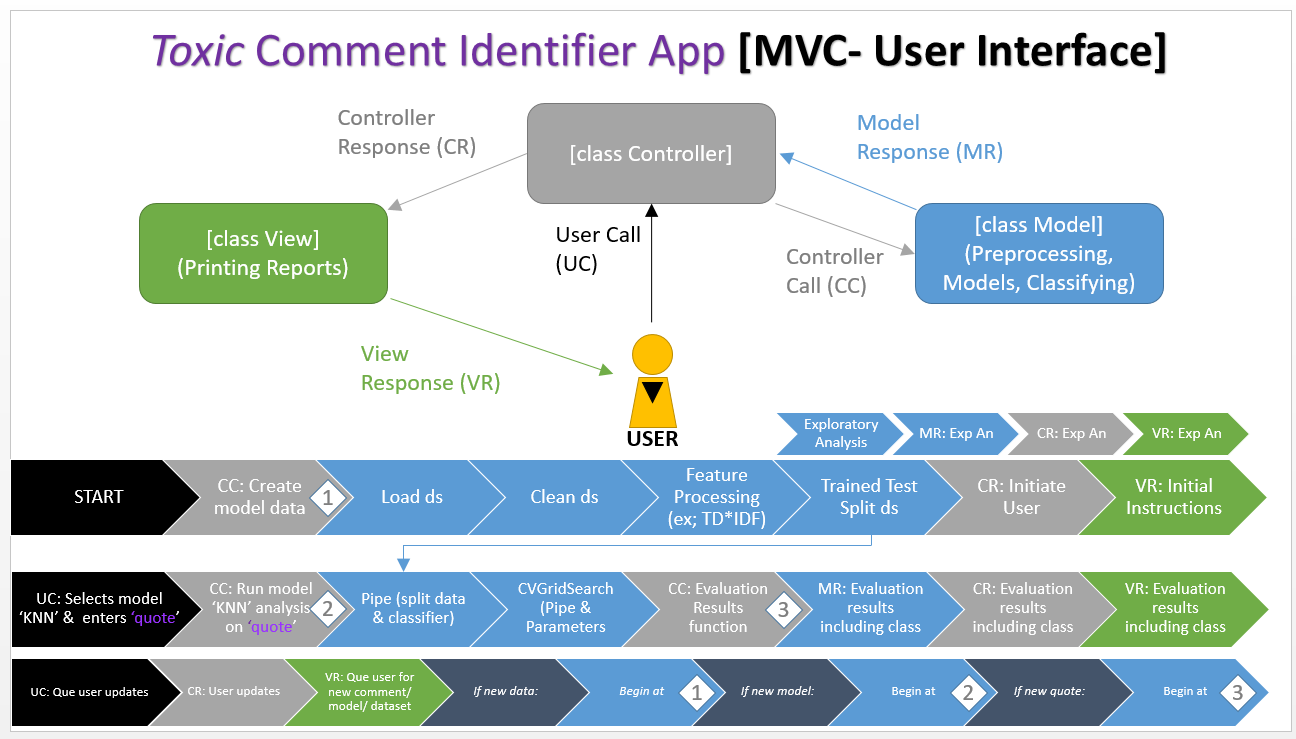 Toxic Comment Identifier App [MVC- User Interface]
Controller
Response (CR)
[class Controller]
Model
Response (MR)
[class View]
(Printing Reports)
User Call
(UC)
Controller
Call (CC)
[class Model]
(Preprocessing,
Models, Classifying)
View
Response (VR)
USER
Exploratory
Analysis
MR: Exp An
CR: Exp An
VR: Exp An
START
CC: Create
model data
1
Load ds
Clean ds
Feature
Processing
(ex; TD*IDF)
Trained Test
Split ds
CR: Initiate
User
VR: Initial
Instructions
UC: Selects model
‘KNN’ & enters ‘quote’
CC: Run model
‘KNN’ analysis
on ‘quote’
2
Pipe (split data
& classifier)
CVGridSearch
(Pipe &
Parameters
CC: Evaluation
Results
function
3
MR: Evaluation
results
including class
CR: Evaluation
results
including class
VR: Evaluation
results
including class
UC: Que user updates
CR: User updates
VR: Que user for
new comment/
model/ dataset
If new data:
Begin at
1
If new model:
Begin at
2
If new quote:
Begin at
3